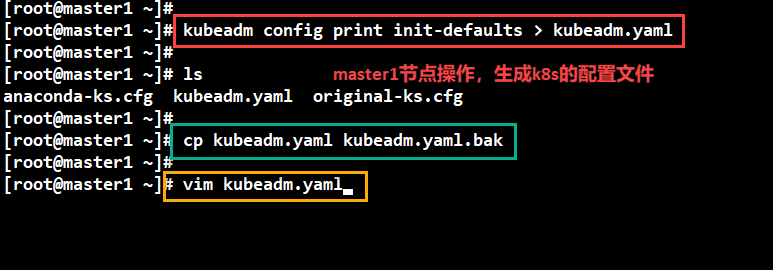 [root@master1 ~]#
[root@master1 ~]# kubeadm config print init-defaults > kubeadm.yaml
[root@master1 ~]#
[root@master1 ~]# ls
master1节点操作，生成k8s的配置文件
anaconda-ks.cfg  kubeadm.yaml  original-ks.cfg
[root@master1 ~]#
[root@master1 ~]# cp kubeadm.yaml kubeadm.yaml.bak
[root@master1 ~]#
[root@master1 ~]# vim kubeadm.yaml